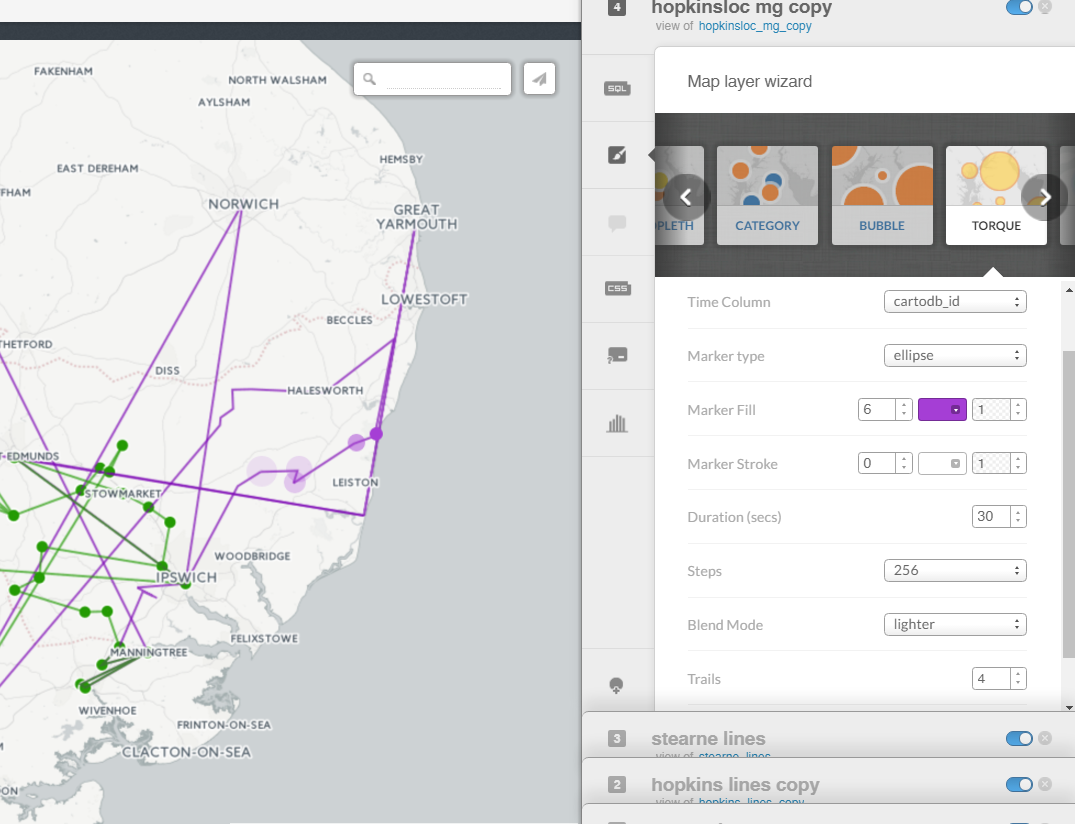 FAKENHAM
NORTH WALSHAM
AYLSHAM
HEMSBY
EAST DEREHAM
FHAM
NORWICH
GREAT
YARMOUTH
LOWESTOFT
BECCLES
THETFORD
DISS
HALESWORTH
T-EDMUNDS
STOWMARKET
LEISTON
WOODBRIDGE
IPSWICH
FELIXSTOWE
MANNINGTREE
WIVENHOE
FRINTON-ON-SEA
CLACTON-ON-SEA
ON
4
hopkinsloc mg copy
view of hopkinsloc_mg_copy
SQL
CSS
Map layer wizard
OPLETH
CATEGORY
BUBBLE
TORQUE
Time Column cartodb_id
Marker type ellipse
Marker Fill 6 1
Marker Stroke 0 1
Duration (secs) 30
Steps 256
Blend Mode lighter
Trails 4
3
stearne lines
view of stearne_lines
2
hopkins lines copy
view of hopkins_lines_copy